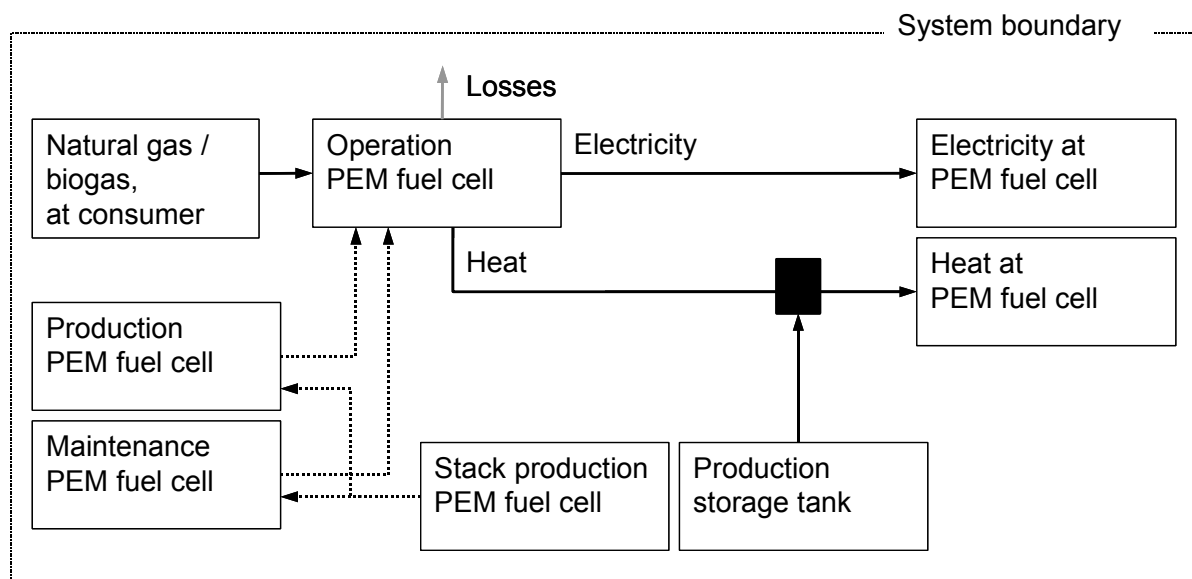 System boundary
Losses
Natural gas /
biogas,
at consumer
Operation
PEM fuel cell
Electricity
Electricity at
PEM fuel cell
Heat
Heat at
PEM fuel cell
Production
PEM fuel cell
Maintenance
PEM fuel cell
Stack production
PEM fuel cell
Production
storage tank